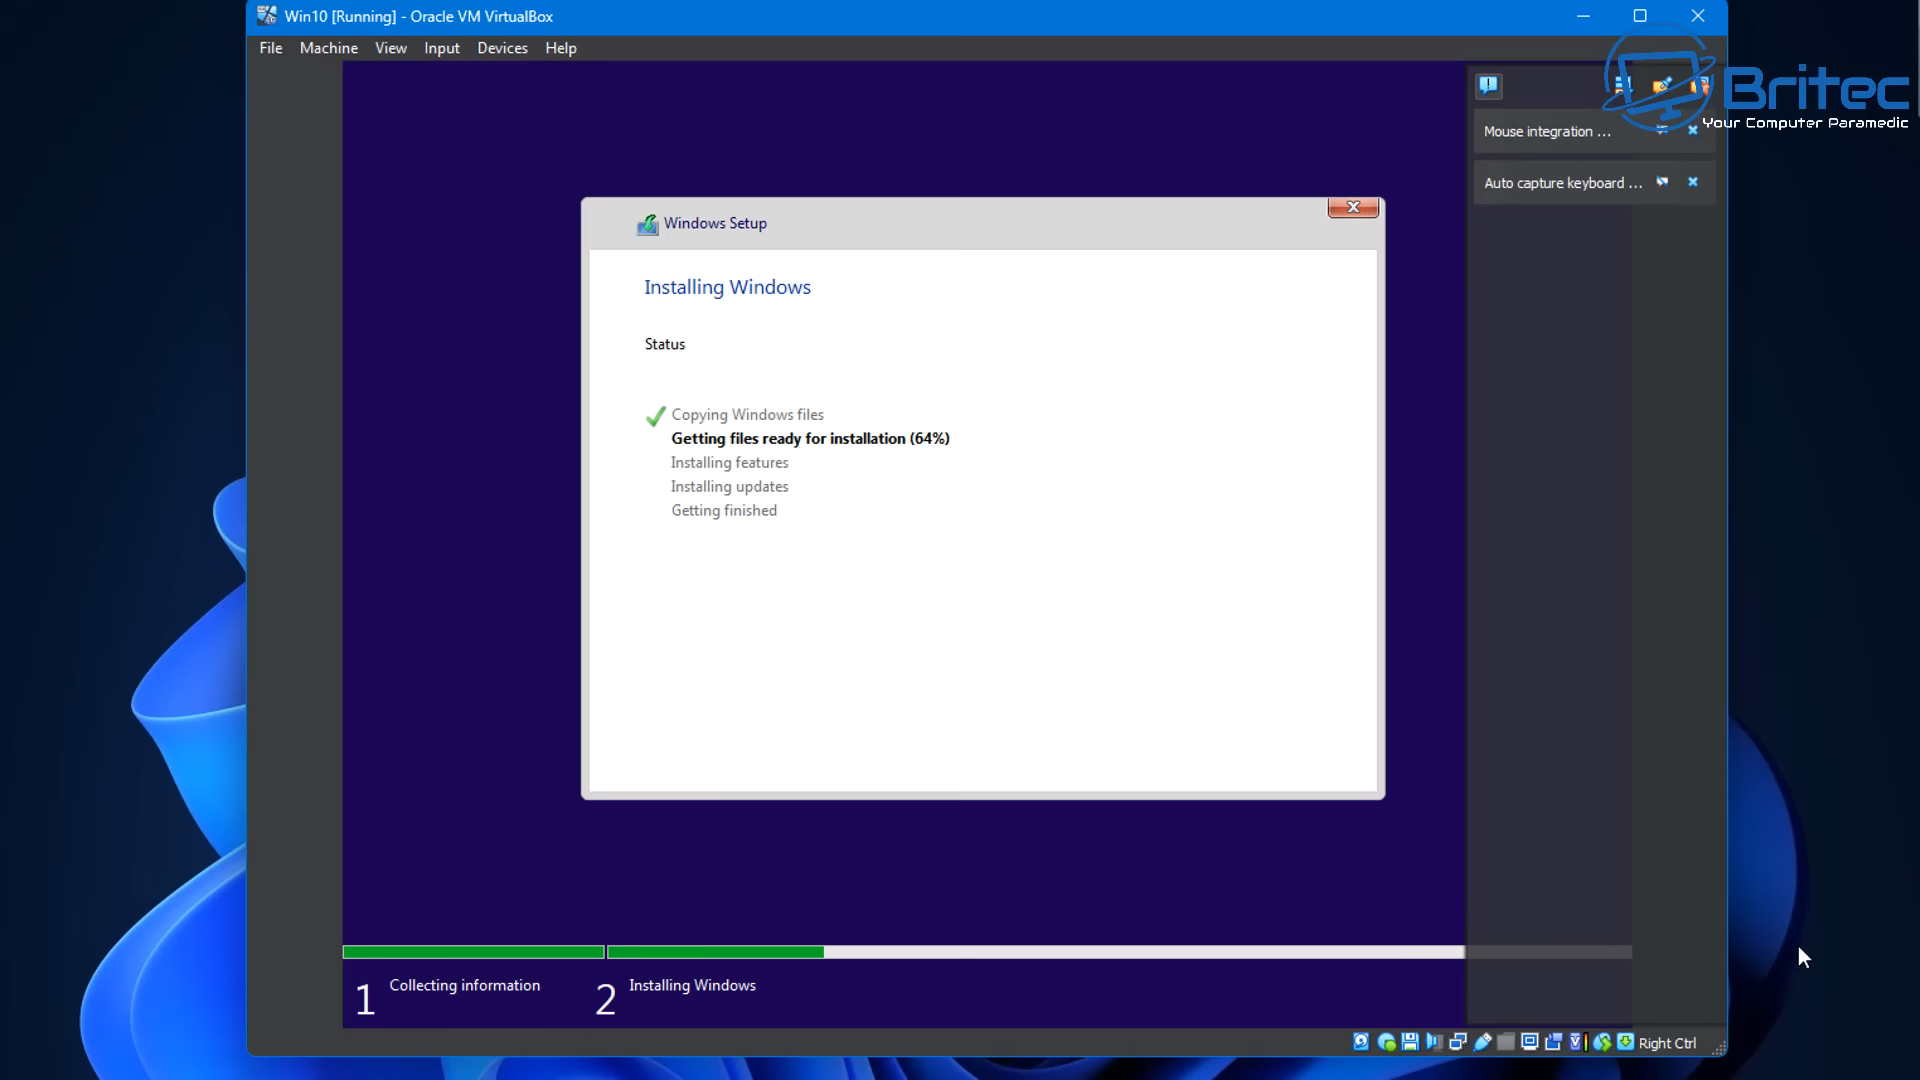 Win10 [Running] - Oracle VM VirtualBox
File Machine View Input Devices Help
Britec
Your Computer Paramedic
Mouse integration ...
Auto capture keyboard ...
Windows Setup
Installing Windows
Status
Copying Windows files
Getting files ready for installation (64%)
Installing features
Installing updates
Getting finished
1 Collecting information
2 Installing Windows
Right Ctrl